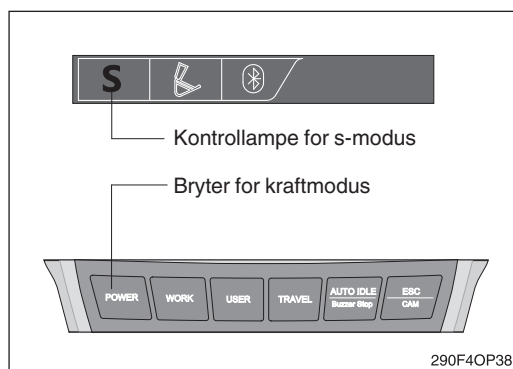 S
Kontrollampe for s-modus
Bryter for kraftmodus
POWER WORK USER TRAVEL AUTO IDLE Buzzer Stop ESC CAM
290F4OP38